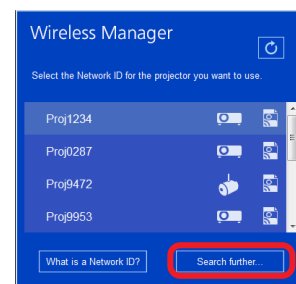 Wireless Manager
Select the Network ID for the projector you want to use.
Proj1234
Proj0287
Proj9472
Proj9953
What is a Network ID?
Search further...